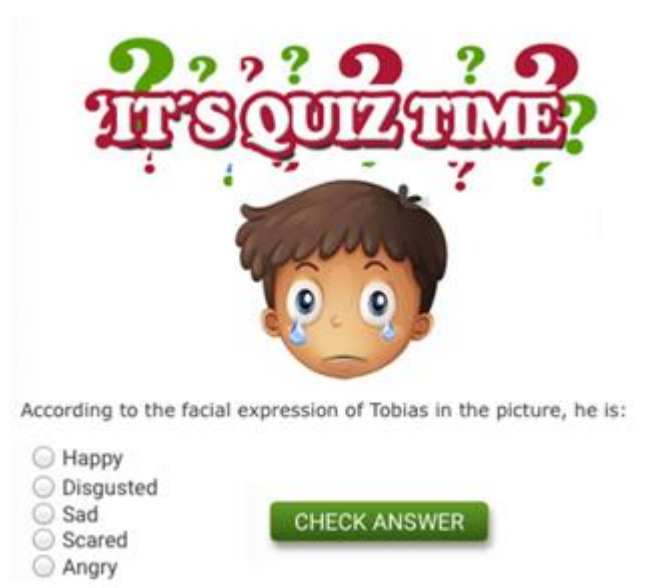 IT'S QUIZ TIME
According to the facial expression of Tobias in the picture, he is:
Happy
Disgusted
Sad
Scared
Angry
CHECK ANSWER